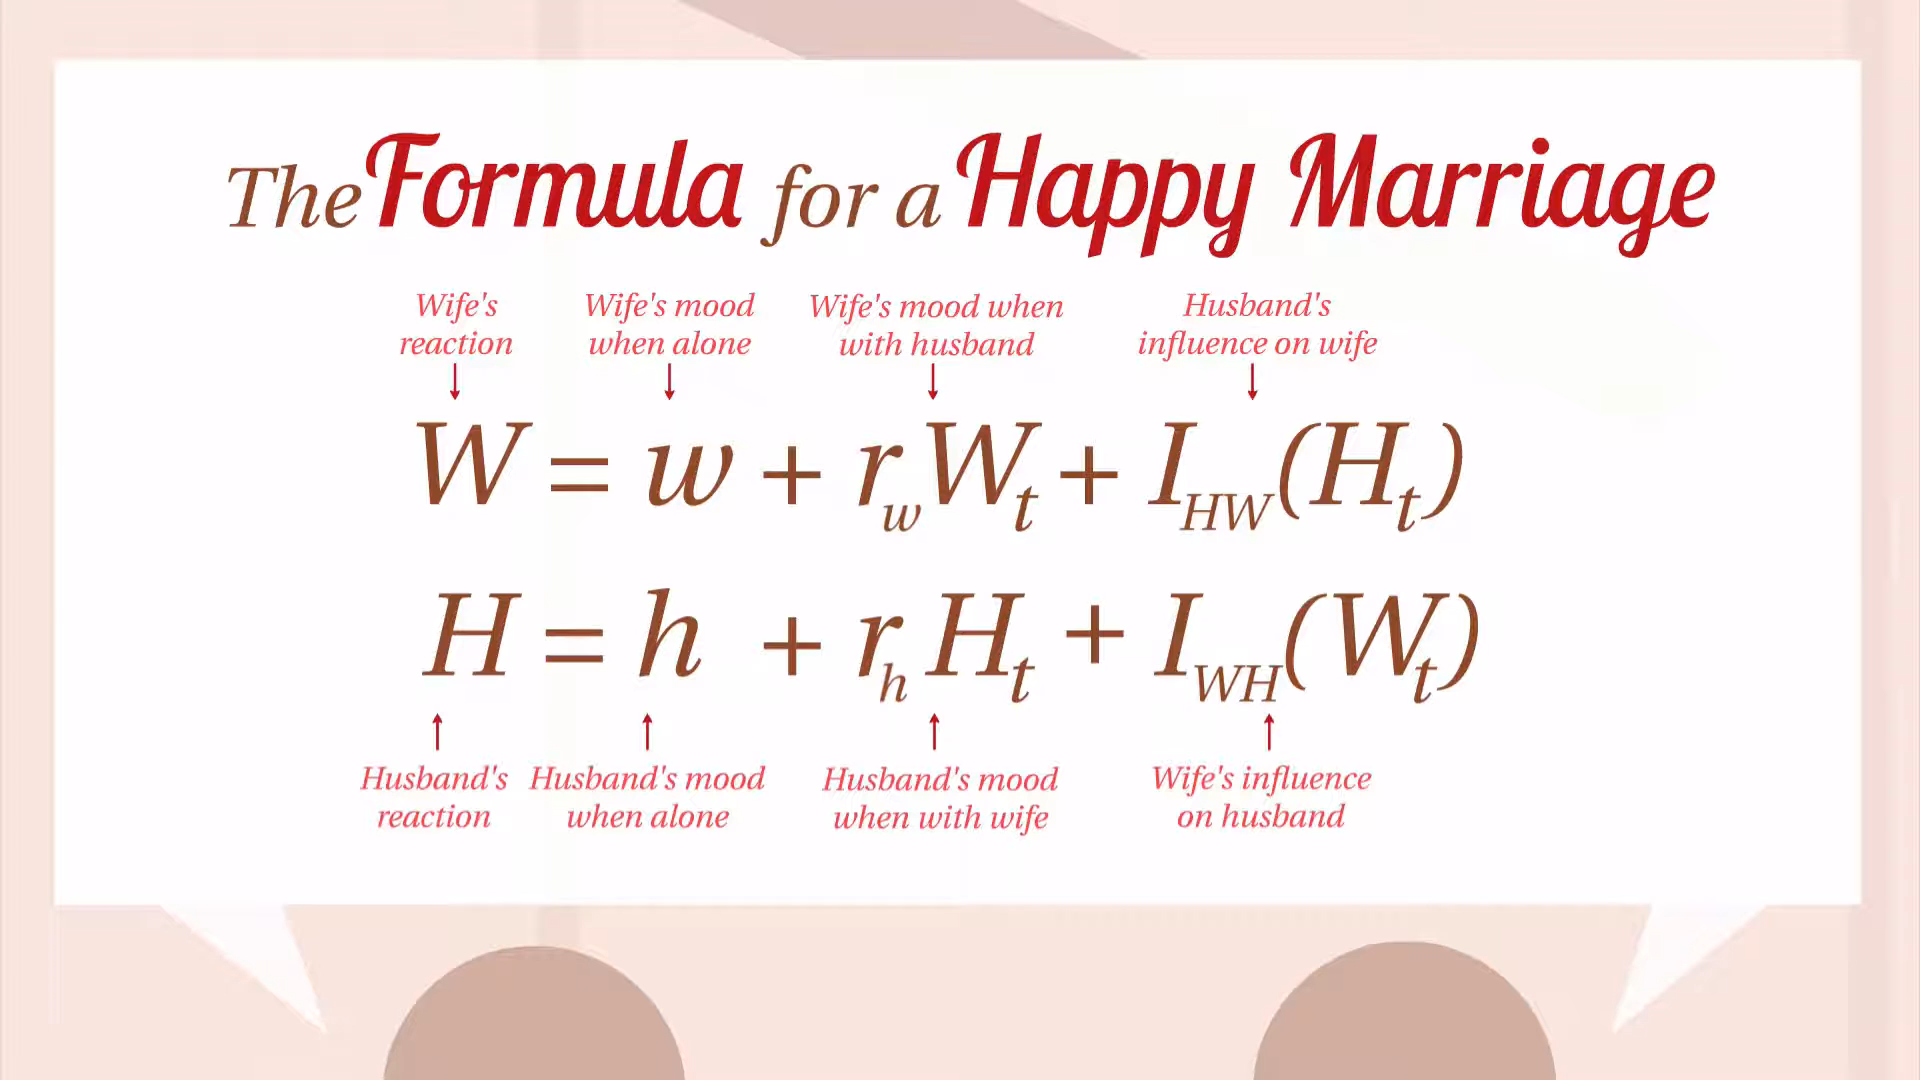 The Formula for a Happy Marriage
Wife's reaction
Wife's mood when alone
Wife's mood when with husband
Husband's influence on wife
W = w + r_w W_t + I_HW (H_t)
H = h + r_h H_t + I_WH (W_t)
Husband's reaction
Husband's mood when alone
Husband's mood when with wife
Wife's influence on husband